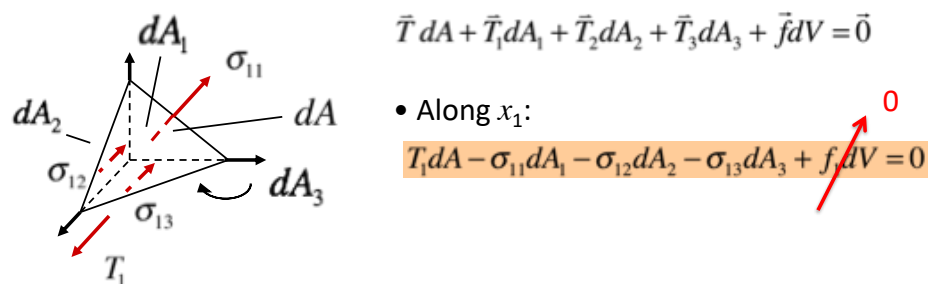 dA₁
σ₁₁
dA₂
dA
σ₁₂
dA₃
σ₁₃
T₁
T⃗ dA + T⃗₁dA₁ + T⃗₂dA₂ + T⃗₃dA₃ + f⃗dV = 0⃗
• Along x₁:
0
T₁dA − σ₁₁dA₁ − σ₁₂dA₂ − σ₁₃dA₃ + f₁dV = 0